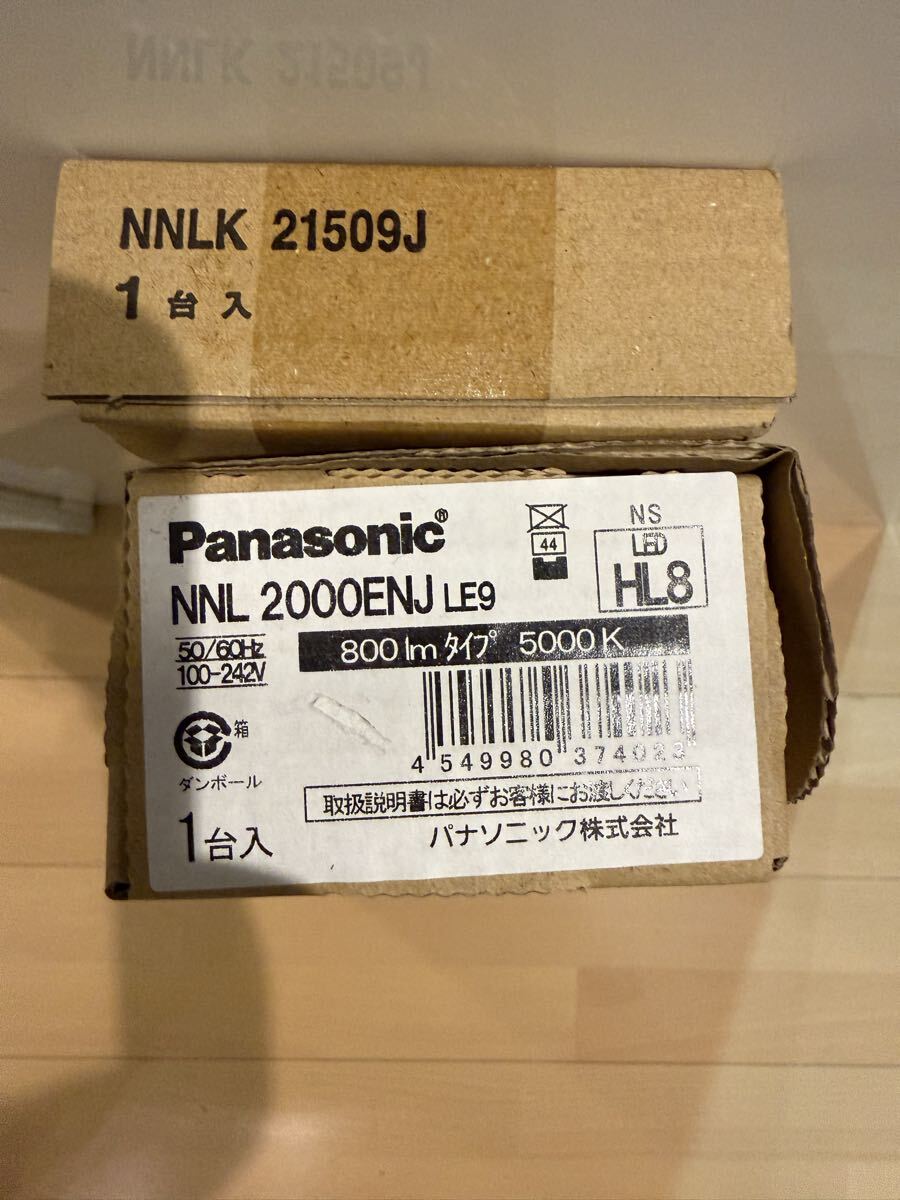 NNLK 21509J
1台入
Panasonic®
NS
44
LED
HL8
NNL 2000ENJ LE9
50/60Hz
100-242V
800 lm タイプ 5000 K
箱
ダンボール
4 549980 374023
取扱説明書は必ずお客様にお渡しください
1台入
パナソニック株式会社